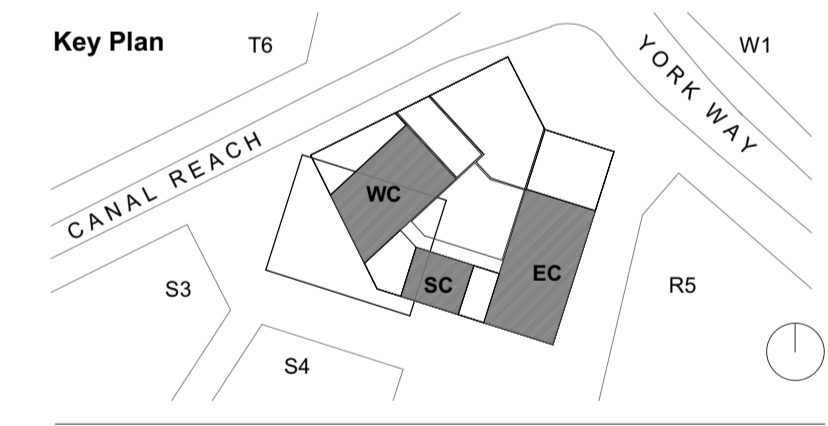 Key Plan
T6
W1
YORK WAY
CANAL REACH
WC
SC
EC
S3
R5
S4